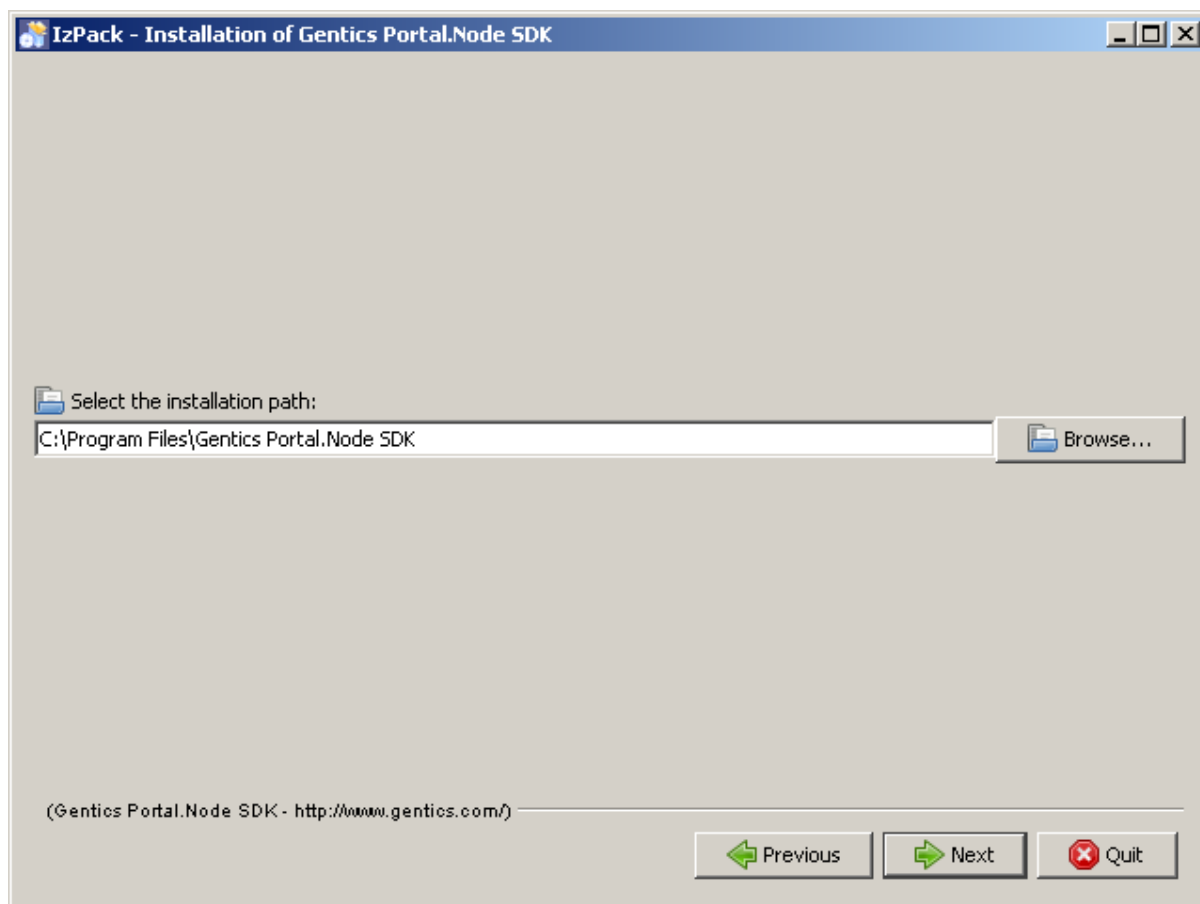 IzPack - Installation of Gentics Portal.Node SDK
Select the installation path:
C:\Program Files\Gentics Portal.Node SDK
Browse...
(Gentics Portal.Node SDK - http://www.gentics.com/)
Previous
Next
Quit